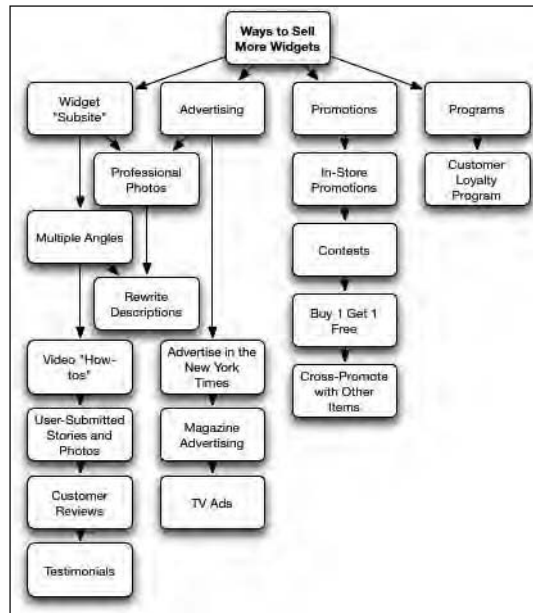 Ways to Sell
More Widgets
Widget
"Subsite"
Advertising
Promotions
Programs
Professional
Photos
In-Store
Promotions
Customer
Loyalty
Program
Multiple Angles
Contests
Rewrite
Descriptions
Buy 1 Get 1
Free
Video "How-
tos"
Advertise in the
New York
Times
Cross-Promote
with Other
Items
User-Submitted
Stories and
Photos
Magazine
Advertising
Customer
Reviews
TV Ads
Testimonials